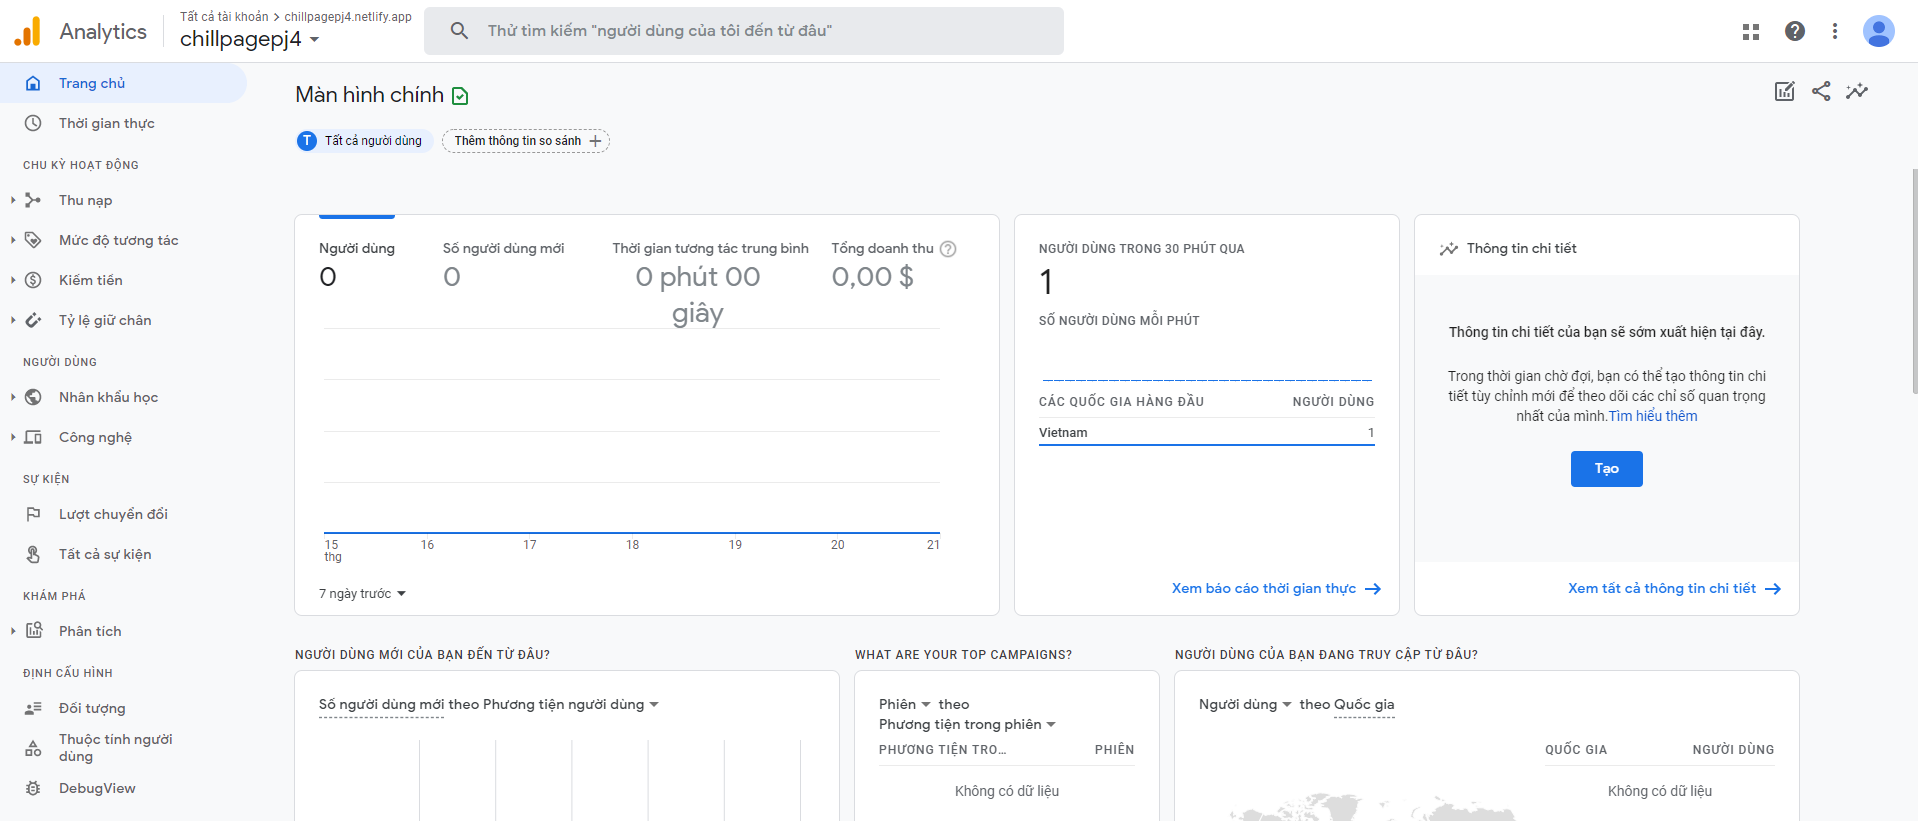 Analytics
Tất cả tài khoản > chillpagepj4.netlify.app
chillpagepj4
Thử tìm kiếm "người dùng của tôi đến từ đâu"
Trang chủ
Thời gian thực
CHU KỲ HOẠT ĐỘNG
Thu nạp
Mức độ tương tác
Kiếm tiền
Tỷ lệ giữ chân
NGƯỜI DÙNG
Nhân khẩu học
Công nghệ
SỰ KIỆN
Lượt chuyển đổi
Tất cả sự kiện
KHÁM PHÁ
Phân tích
ĐỊNH CẤU HÌNH
Đối tượng
Thuộc tính người
dùng
DebugView
Màn hình chính
T Tất cả người dùng
Thêm thông tin so sánh
Người dùng
0
Số người dùng mới
0
Thời gian tương tác trung bình
0 phút 00
giây
Tổng doanh thu
0,00 $
15 16 17 18 19 20 21
thg
7 ngày trước
NGƯỜI DÙNG TRONG 30 PHÚT QUA
1
SỐ NGƯỜI DÙNG MỖI PHÚT
CÁC QUỐC GIA HÀNG ĐẦU NGƯỜI DÙNG
Vietnam 1
Xem báo cáo thời gian thực
Thông tin chi tiết
Thông tin chi tiết của bạn sẽ sớm xuất hiện tại đây.
Trong thời gian chờ đợi, bạn có thể tạo thông tin chi
tiết tùy chỉnh mới để theo dõi các chỉ số quan trọng
nhất của mình.Tìm hiểu thêm
Tạo
Xem tất cả thông tin chi tiết
NGƯỜI DÙNG MỚI CỦA BẠN ĐẾN TỪ ĐÂU?
Số người dùng mới theo Phương tiện người dùng
WHAT ARE YOUR TOP CAMPAIGNS?
Phiên theo
Phương tiện trong phiên
PHƯƠNG TIỆN TRO... PHIÊN
Không có dữ liệu
NGƯỜI DÙNG CỦA BẠN ĐANG TRUY CẬP TỪ ĐÂU?
Người dùng theo Quốc gia
QUỐC GIA NGƯỜI DÙNG
Không có dữ liệu